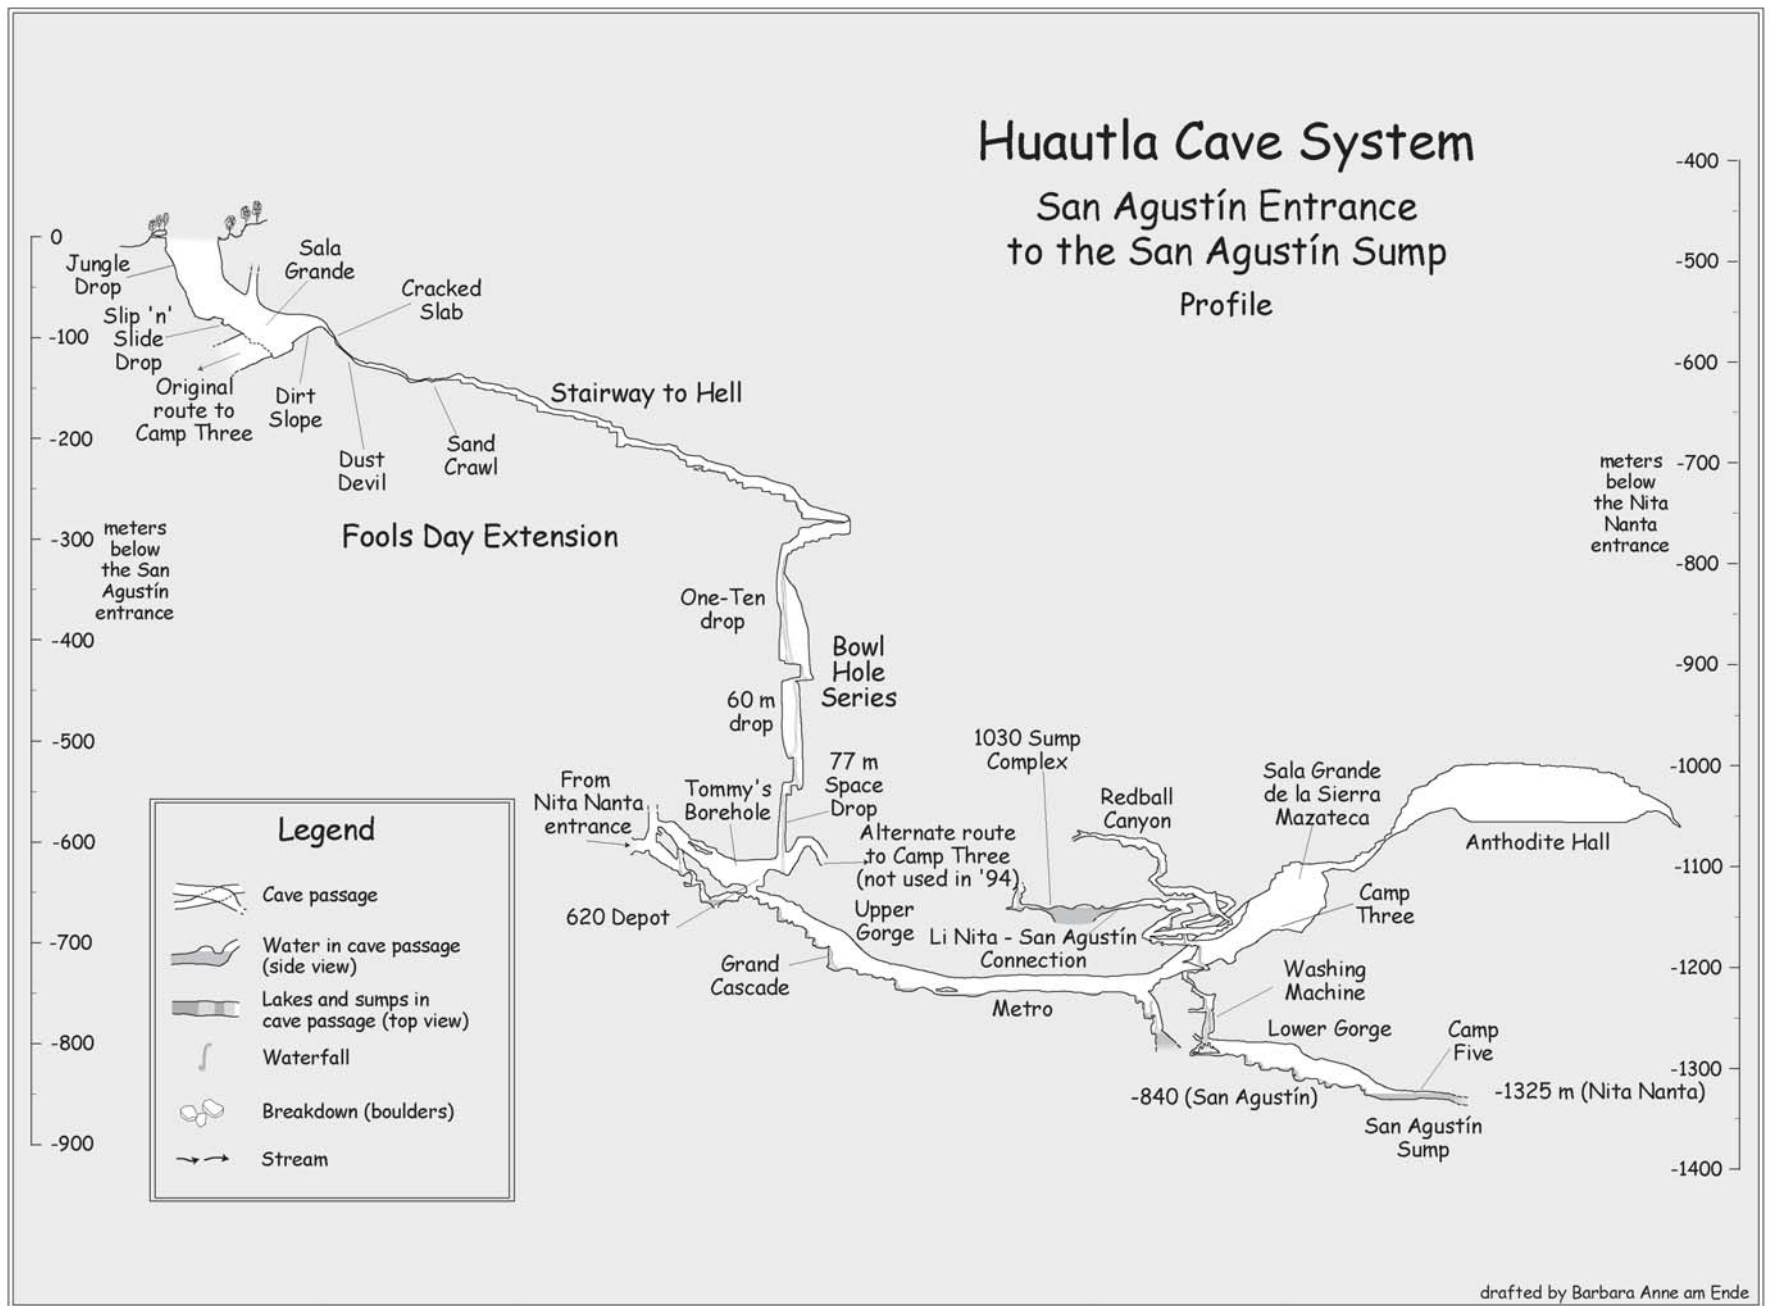 Huautla Cave System
San Agustín Entrance
to the San Agustín Sump
Profile
0
-100
-200
-300
-400
-500
-600
-700
-800
-900
meters
below
the San
Agustín
entrance
Jungle
Drop
Slip 'n'
Slide
Drop
Original
route to
Camp Three
Sala
Grande
Dirt
Slope
Cracked
Slab
Dust
Devil
Sand
Crawl
Stairway to Hell
Fools Day Extension
One-Ten
drop
Bowl
Hole
Series
60 m
drop
77 m
Space
Drop
From
Nita Nanta
entrance
Tommy's
Borehole
Alternate route
to Camp Three
(not used in '94)
620 Depot
Upper
Gorge
Grand
Cascade
Metro
1030 Sump
Complex
Redball
Canyon
Li Nita - San Agustín
Connection
Sala Grande
de la Sierra
Mazateca
Anthodite Hall
Camp
Three
Washing
Machine
Lower Gorge
Camp
Five
-840 (San Agustín)
-1325 m (Nita Nanta)
San Agustín
Sump
-400
-500
-600
-700
-800
-900
-1000
-1100
-1200
-1300
-1400
meters
below
the Nita
Nanta
entrance
Legend
Cave passage
Water in cave passage
(side view)
Lakes and sumps in
cave passage (top view)
Waterfall
Breakdown (boulders)
Stream
drafted by Barbara Anne am Ende